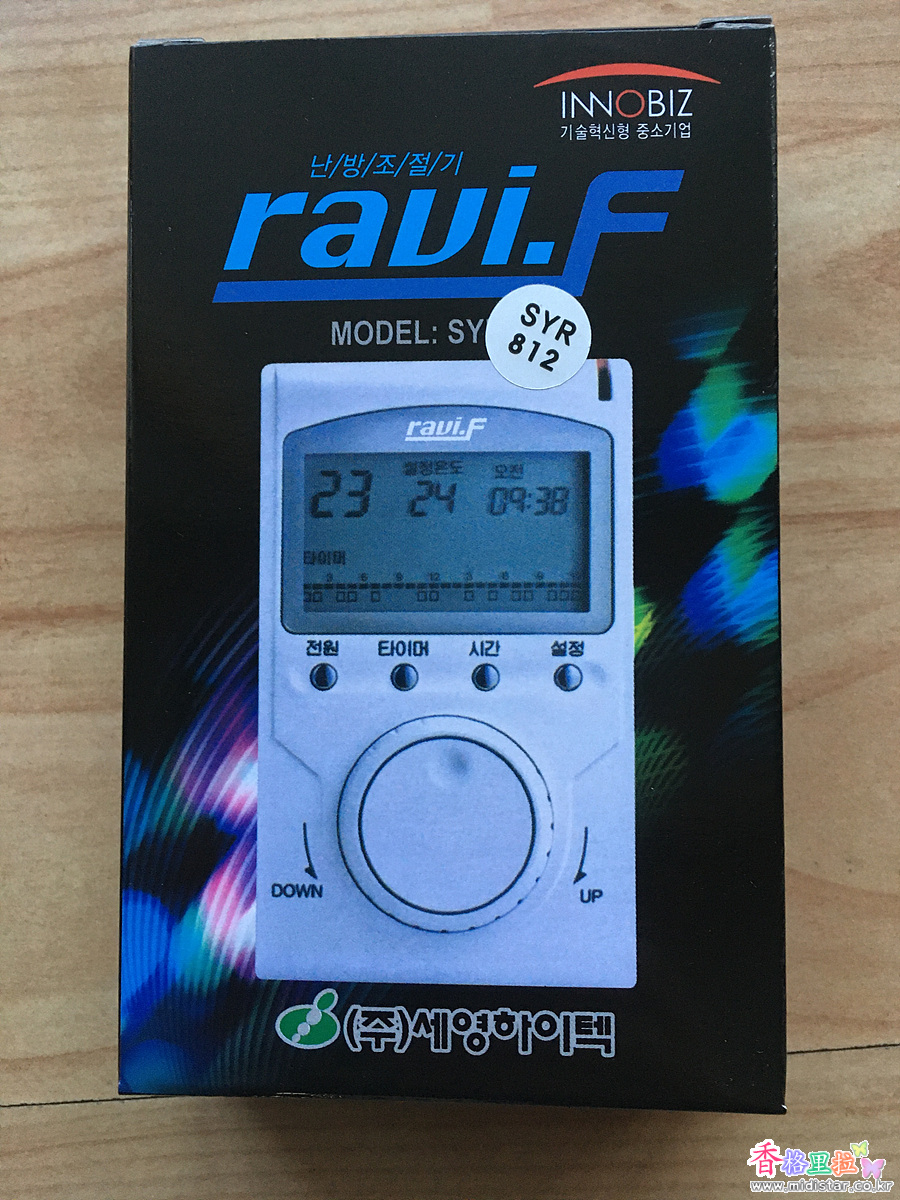 INNOBIZ
기술혁신형 중소기업
난/방/조/절/기
ravi.F
MODEL: SY
SYR
812
ravi.F
설정온도 오전
23 24 09:38
타이머
3 6 9 12 3 6 9
전원 타이머 시간 설정
DOWN UP
(주)세영하이텍
香格里拉
www.midistar.co.kr